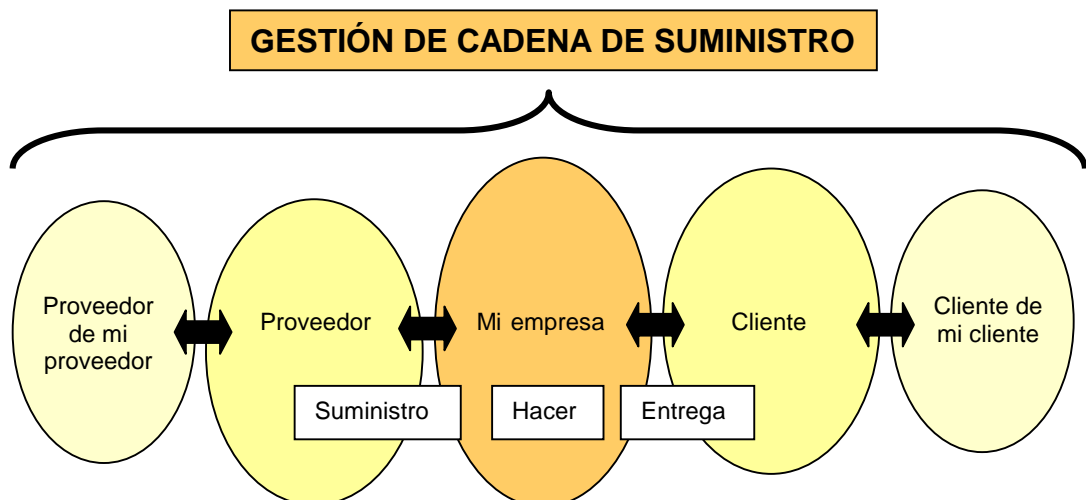 GESTIÓN DE CADENA DE SUMINISTRO
Proveedor
de mi
proveedor
Proveedor
Mi empresa
Cliente
Cliente de
mi cliente
Suministro
Hacer
Entrega